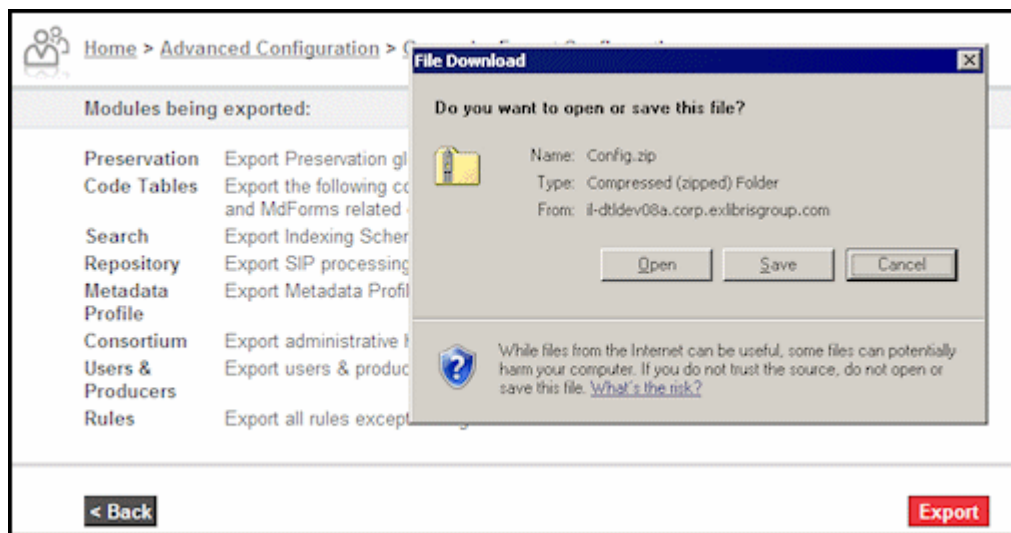 Home > Advanced Configuration >
File Download
Do you want to open or save this file?
Name: Config.zip
Type: Compressed (zipped) Folder
From: il-dtldev08a.corp.exlibrisgroup.com
Open Save Cancel
While files from the Internet can be useful, some files can potentially
harm your computer. If you do not trust the source, do not open or
save this file. What's the risk?
Modules being exported:
Preservation Export Preservation
Code Tables Export the following
and MdForms related
Search Export Indexing
Repository Export SIP processing
Metadata Export Metadata
Profile
Consortium Export administrative
Users & Export users &
Producers
Rules Export all rules except
< Back
Export